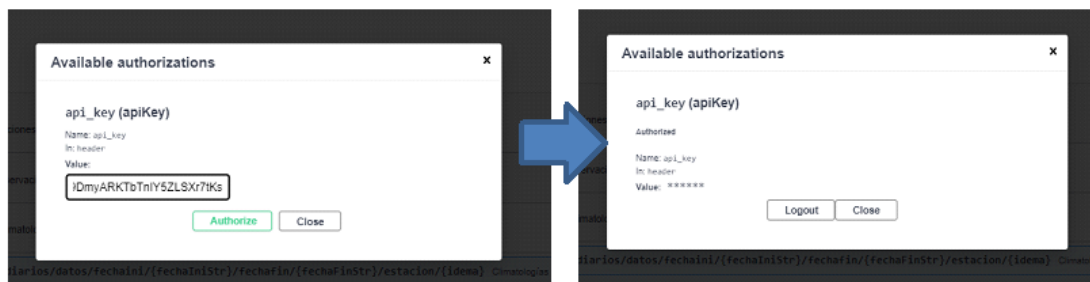 Available authorizations
×
api_key (apiKey)
Name: api_key
In: header
Value:
Authorize Close
diarios/datos/fechaini/{fechaIniStr}/fechafin/{fechaFinStr}/estacion/{idema} Climatologías
Available authorizations
×
api_key (apiKey)
Authorized
Name: api_key
In: header
Value: ******
Logout Close
diarios/datos/fechaini/{fechaIniStr}/fechafin/{fechaFinStr}/estacion/{idema} Climato